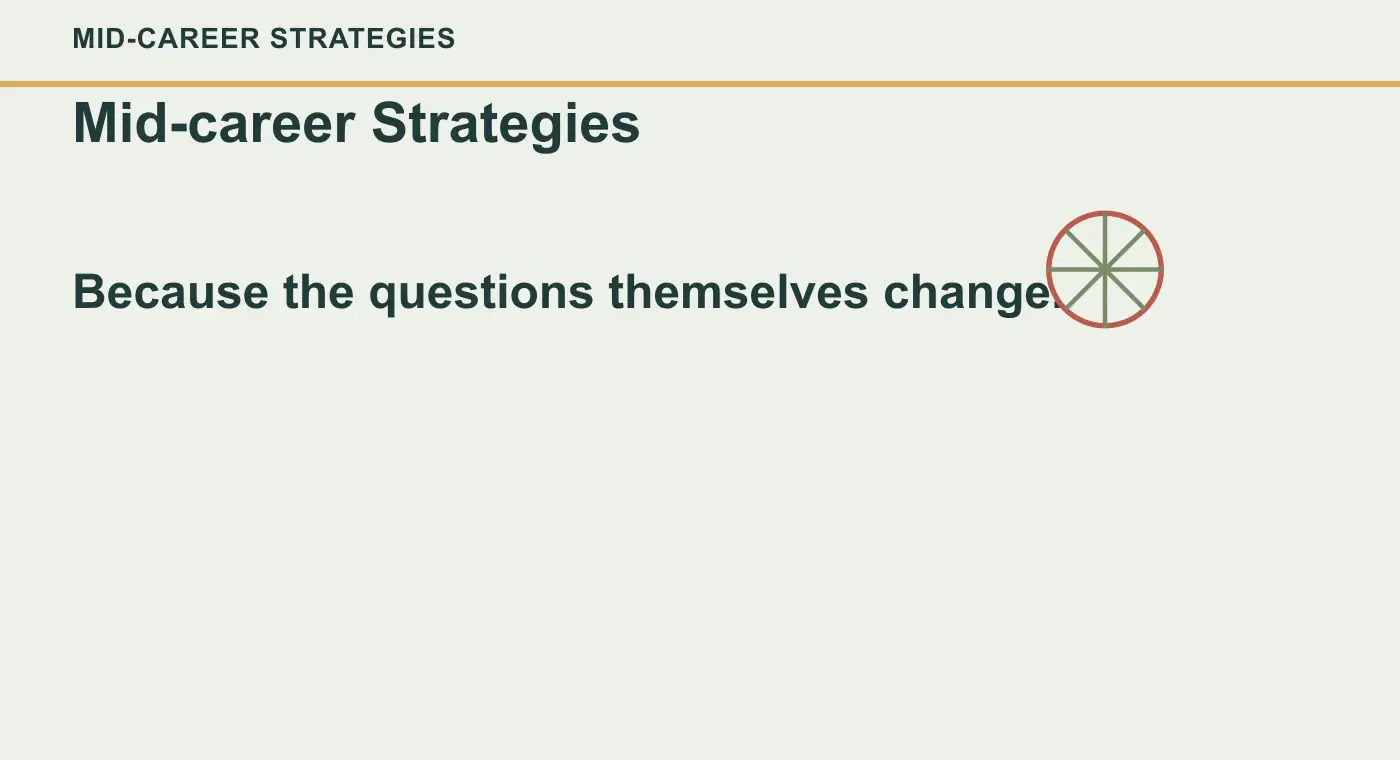 MID-CAREER STRATEGIES
Mid-career Strategies
Because the questions themselves change.